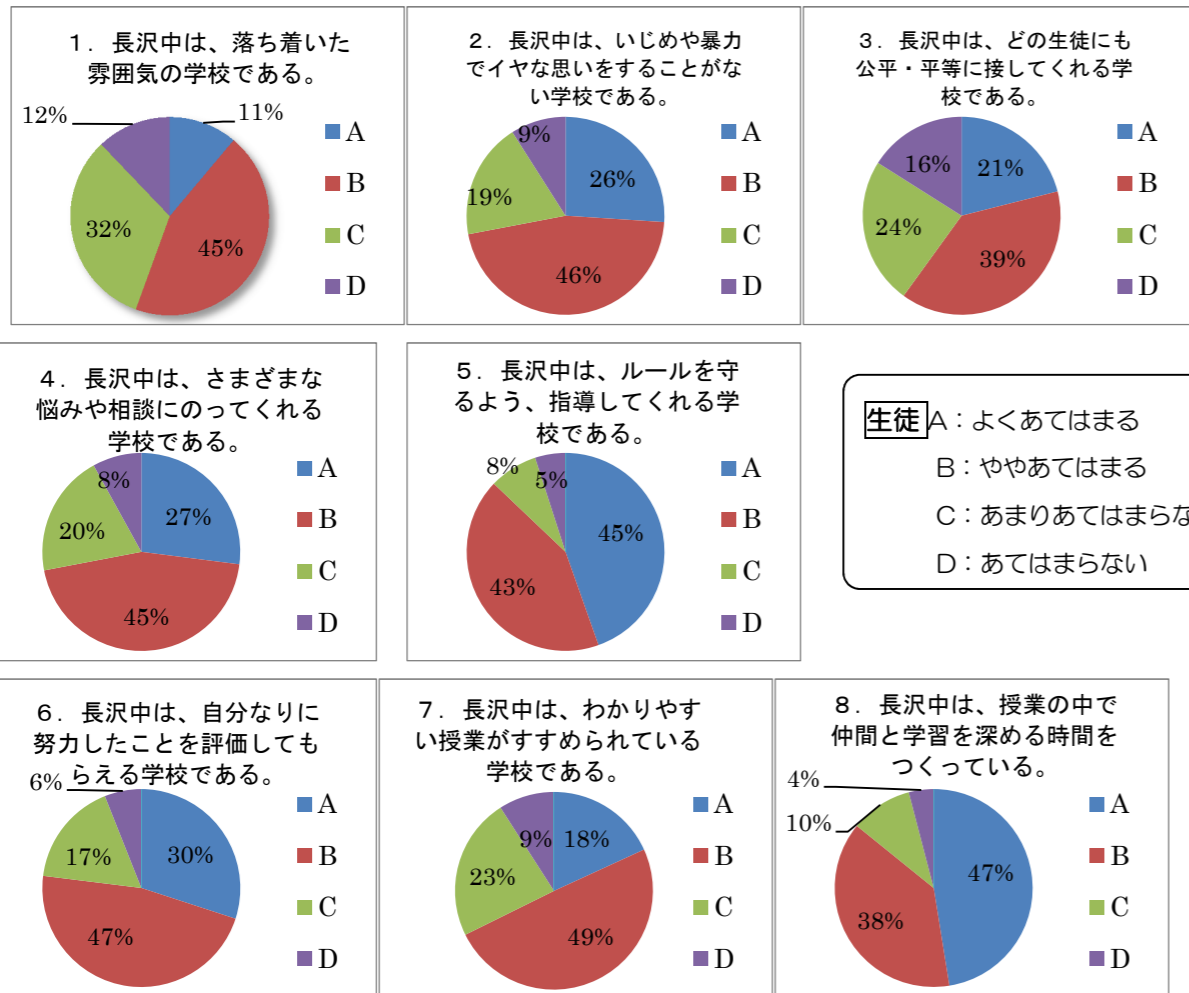 １．長沢中は、落ち着いた
雰囲気の学校である。
12%
11%
32%
45%
A
B
C
D
２．長沢中は、いじめや暴力
でイヤな思いをすることがな
い学校である。
9%
26%
19%
46%
A
B
C
D
３．長沢中は、どの生徒にも
公平・平等に接してくれる学
校である。
16%
21%
24%
39%
A
B
C
D
４．長沢中は、さまざまな
悩みや相談にのってくれる
学校である。
8%
27%
20%
45%
A
B
C
D
５．長沢中は、ルールを守
るよう、指導してくれる学
校である。
8%
5%
45%
43%
A
B
C
D
生徒 A：よくあてはまる
B：ややあてはまる
C：あまりあてはまらな
D：あてはまらない
６．長沢中は、自分なりに
努力したことを評価しても
らえる学校である。
6%
30%
17%
47%
A
B
C
D
７．長沢中は、わかりやす
い授業がすすめられている
学校である。
9%
18%
23%
49%
A
B
C
D
８．長沢中は、授業の中で
仲間と学習を深める時間を
つくっている。
4%
10%
47%
38%
A
B
C
D